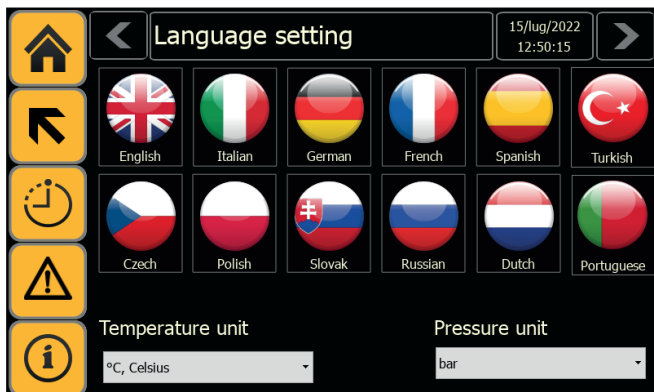 Language setting
15/lug/2022
12:50:15
English Italian German French Spanish Turkish
Czech Polish Slovak Russian Dutch Portuguese
Temperature unit Pressure unit
°C, Celsius bar